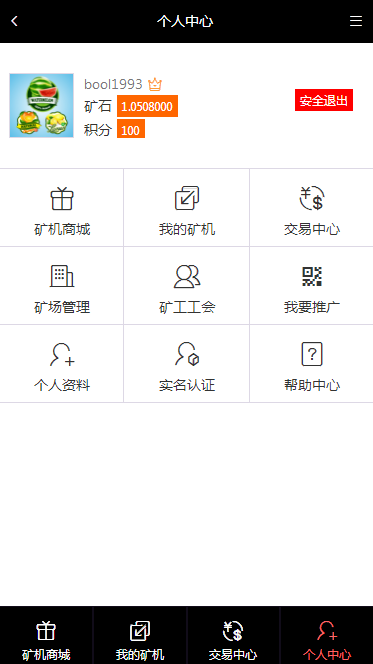 个人中心
bool1993
矿石 1.0508000
安全退出
积分 100
矿机商城 我的矿机 交易中心
矿场管理 矿工工会 我要推广
个人资料 实名认证 帮助中心
矿机商城 我的矿机 交易中心 个人中心